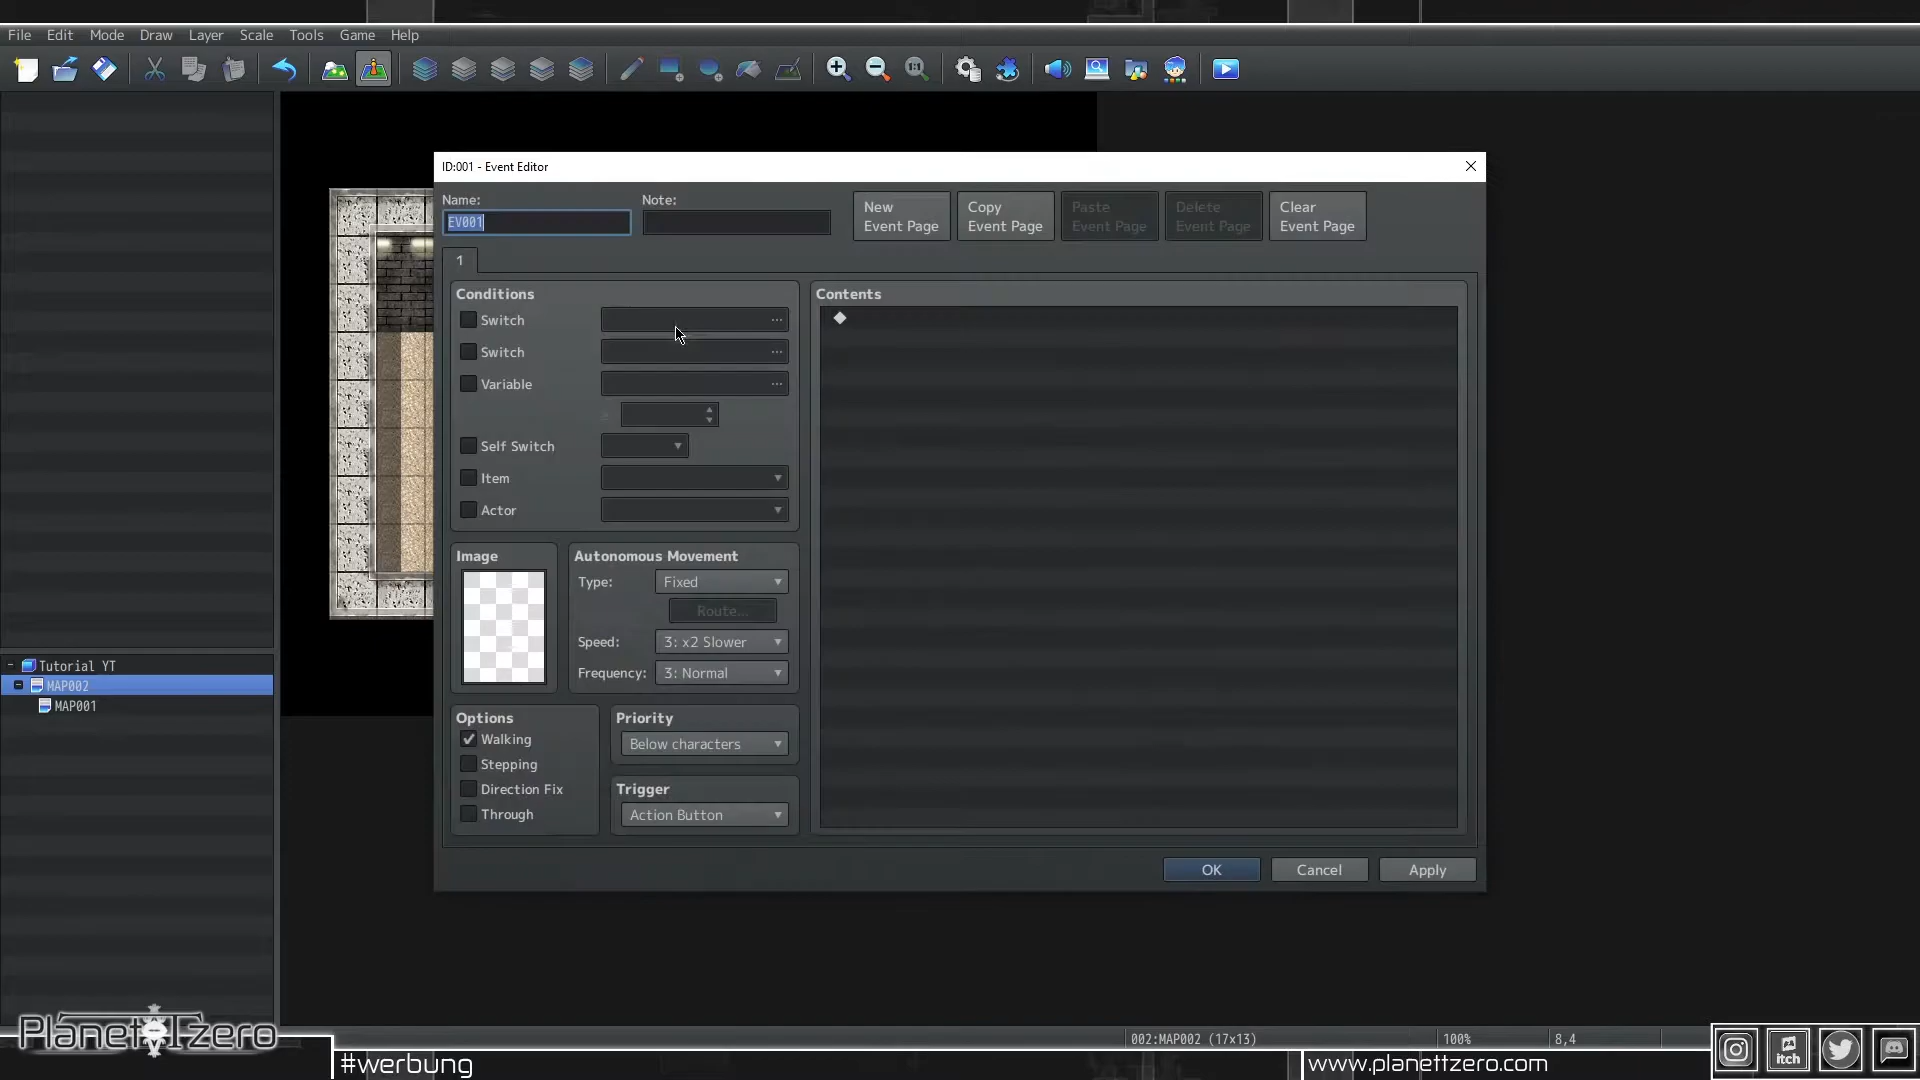 File Edit Mode Draw Layer Scale Tools Game Help
1:1
ID:001 - Event Editor
Name: Note:
EV001
New Event Page
Copy Event Page
Paste Event Page
Delete Event Page
Clear Event Page
1
Conditions
Switch ...
Switch ...
Variable ...
≥
Self Switch
Item
Actor
Contents
Image
Autonomous Movement
Type: Fixed
Route...
Speed: 3: x2 Slower
Frequency: 3: Normal
Options
Walking
Stepping
Direction Fix
Through
Priority
Below characters
Trigger
Action Button
OK Cancel Apply
Tutorial YT
MAP002
MAP001
002:MAP002 (17x13) 100% 8,4
PlanetTzero
#werbung
www.planettzero.com
itch